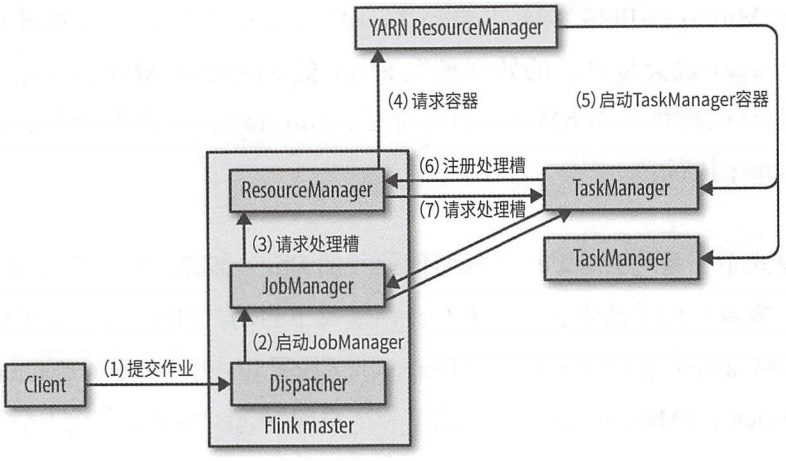 YARN ResourceManager
(4) 请求容器
(5) 启动TaskManager容器
(6) 注册处理槽
ResourceManager
TaskManager
(7) 请求处理槽
(3) 请求处理槽
TaskManager
JobManager
(2) 启动JobManager
(1) 提交作业
Client
Dispatcher
Flink master